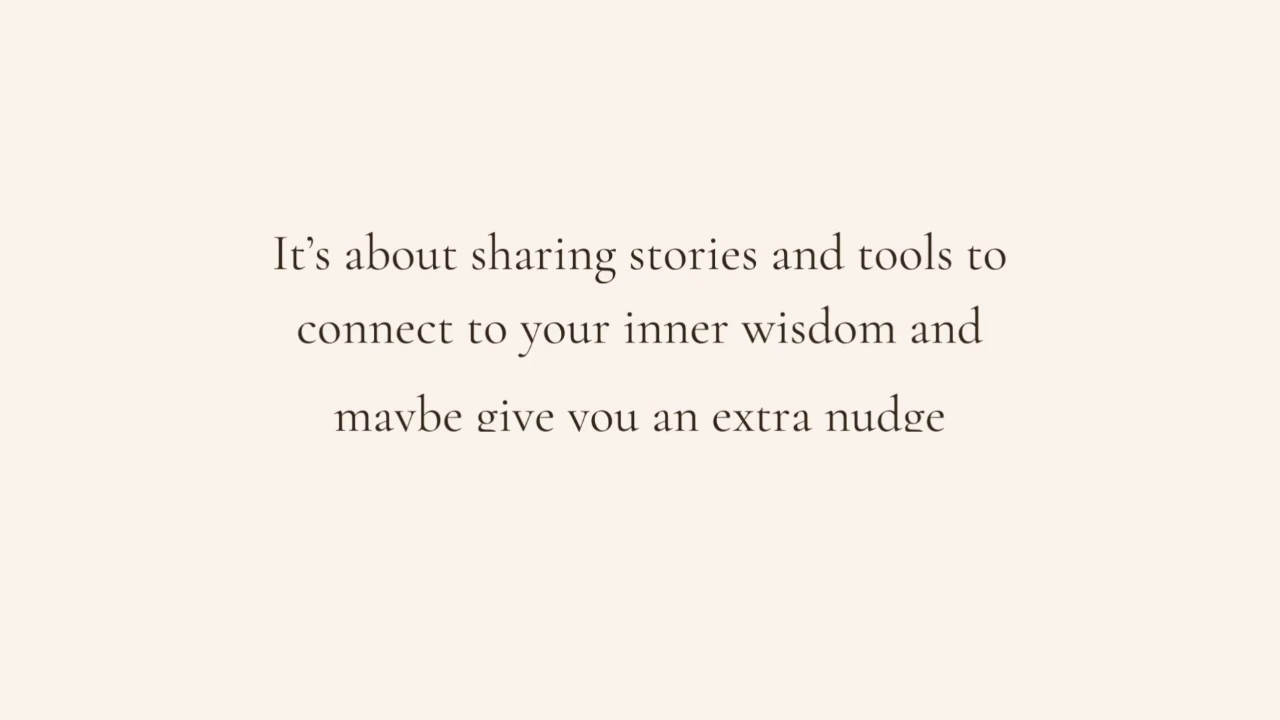 It’s about sharing stories and tools to
connect to your inner wisdom and
maybe give you an extra nudge